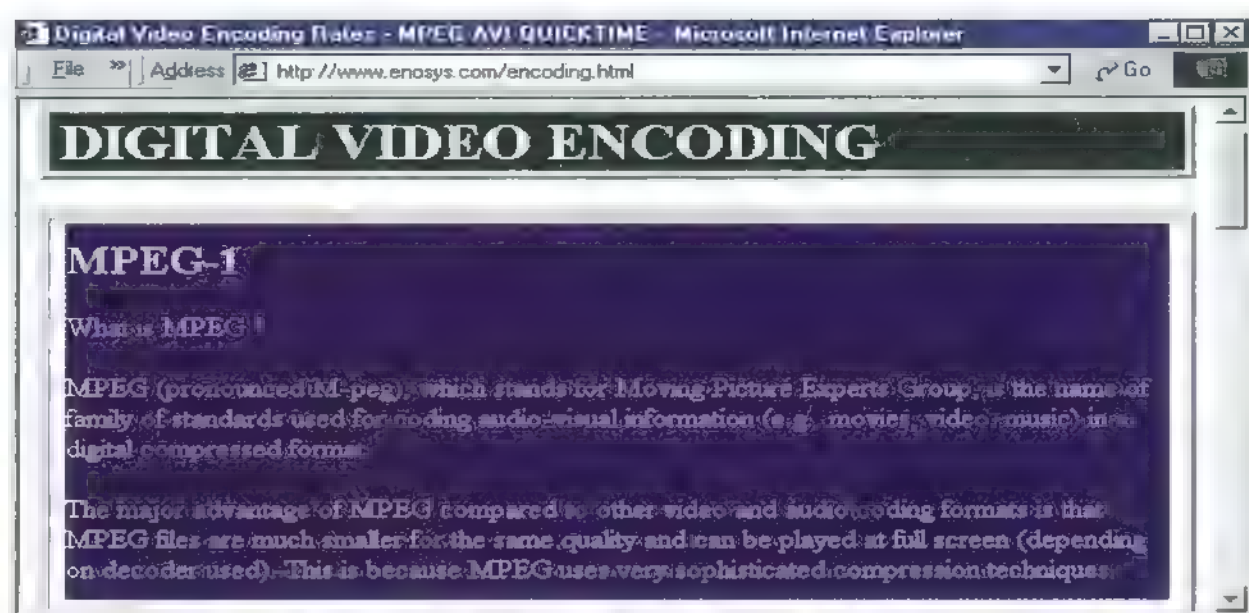 Digital Video Encoding Rates - MPEG AVI QUICKTIME - Microsoft Internet Explorer
File » Address http://www.enosys.com/encoding.html Go
DIGITAL VIDEO ENCODING
MPEG-1
What is MPEG ?
MPEG (pronounced M-peg), which stands for Moving Picture Experts Group, is the name of
family of standards used for coding audio-visual information (e.g., movies, video, music) in a
digital compressed format.
The major advantage of MPEG compared to other video and audio coding formats is that
MPEG files are much smaller for the same quality and can be played at full screen (depending
on decoder used). This is because MPEG uses very sophisticated compression techniques.